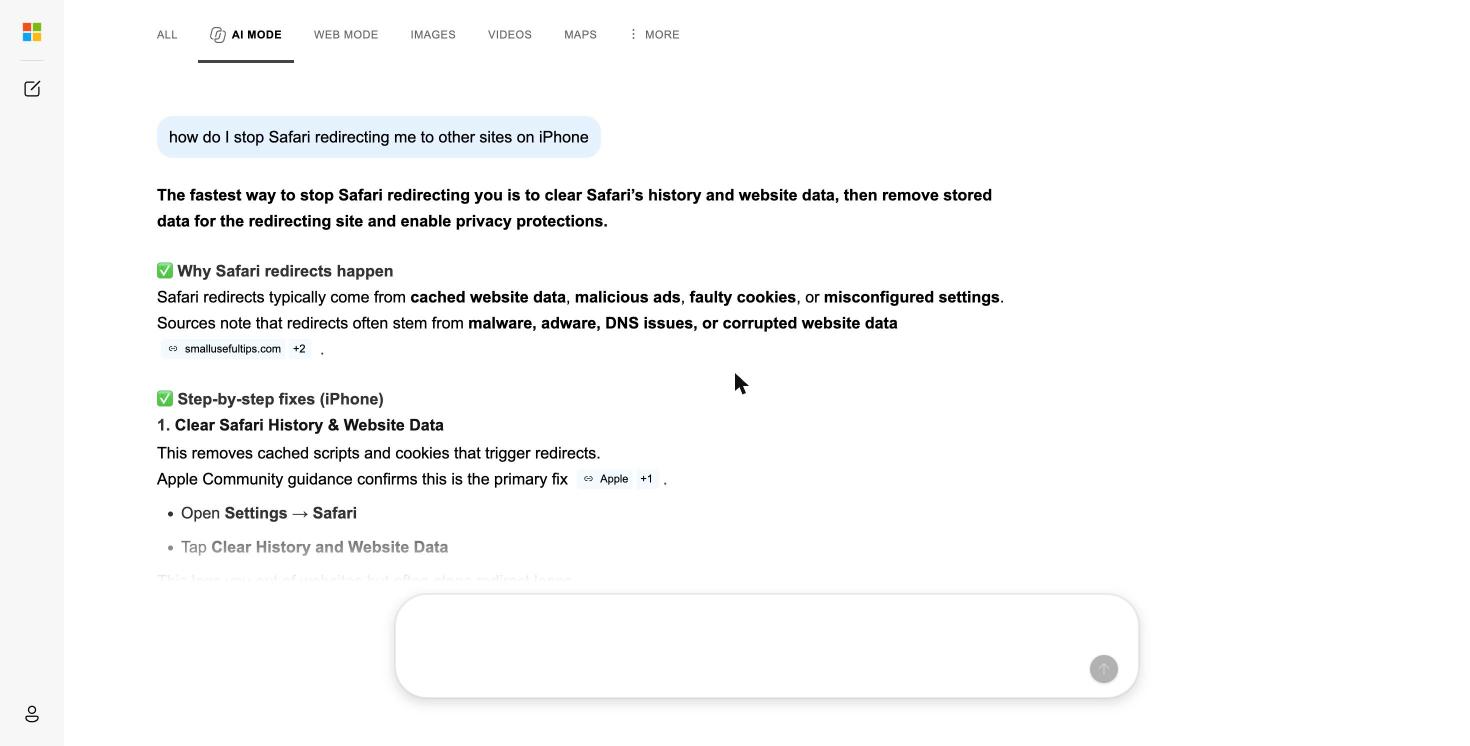 ALL AI MODE WEB MODE IMAGES VIDEOS MAPS MORE
how do I stop Safari redirecting me to other sites on iPhone
The fastest way to stop Safari redirecting you is to clear Safari’s history and website data, then remove stored
data for the redirecting site and enable privacy protections.
✅ Why Safari redirects happen
Safari redirects typically come from cached website data, malicious ads, faulty cookies, or misconfigured settings.
Sources note that redirects often stem from malware, adware, DNS issues, or corrupted website data
smallusefultips.com +2 .
✅ Step-by-step fixes (iPhone)
1. Clear Safari History & Website Data
This removes cached scripts and cookies that trigger redirects.
Apple Community guidance confirms this is the primary fix Apple +1 .
• Open Settings → Safari
• Tap Clear History and Website Data